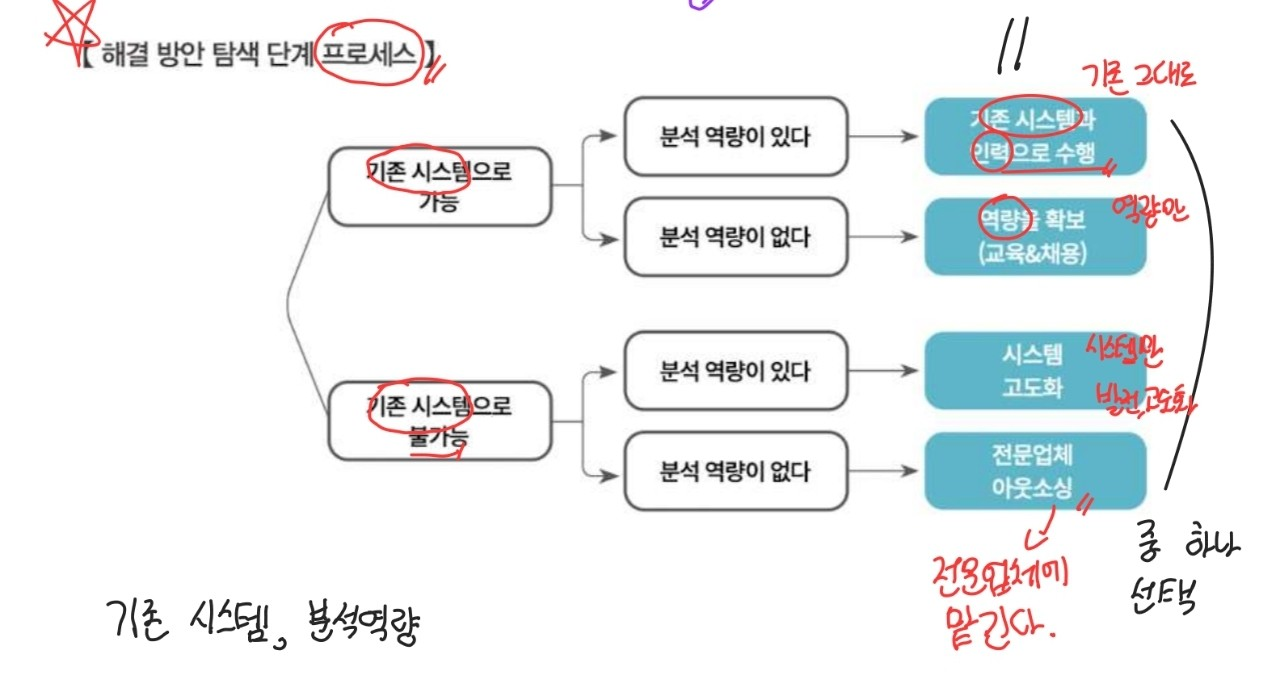 【 해결 방안 탐색 단계 프로세스 】
기존 시스템으로
가능
분석 역량이 있다
기존 시스템과
인력으로 수행
기존 그대로
분석 역량이 없다
역량을 확보
(교육&채용)
역량만
기존 시스템으로
불가능
분석 역량이 있다
시스템
고도화
시스템만
발전,고도화
분석 역량이 없다
전문업체
아웃소싱
전문업체에
맡긴다.
중 하나
선택
기존 시스템, 분석역량